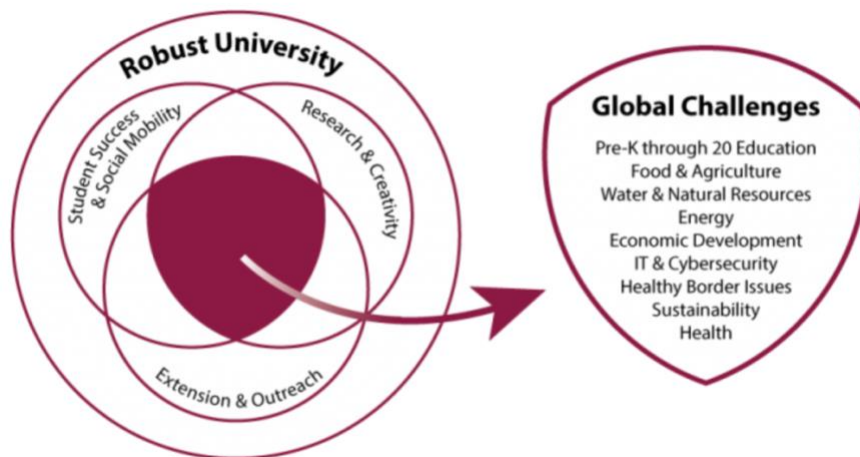 Robust University
Student Success
& Social Mobility
Research & Creativity
Extension & Outreach
Global Challenges
Pre-K through 20 Education
Food & Agriculture
Water & Natural Resources
Energy
Economic Development
IT & Cybersecurity
Healthy Border Issues
Sustainability
Health